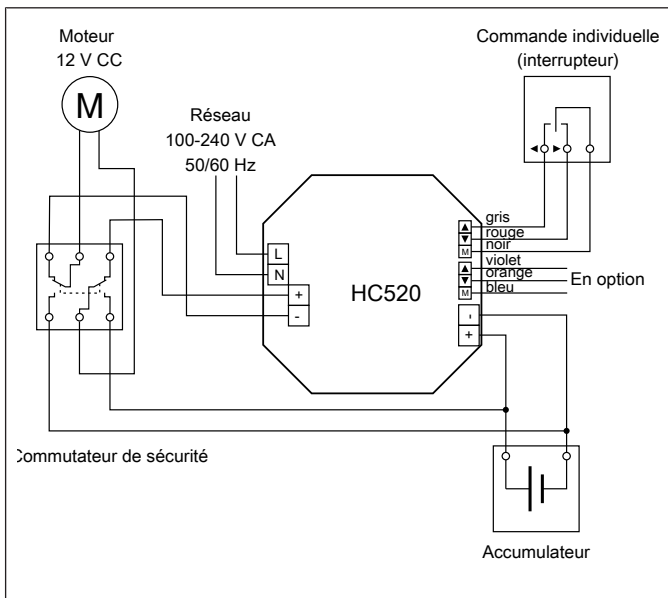 Moteur
12 V CC
M
Réseau
100-240 V CA
50/60 Hz
Commande individuelle
(interrupteur)
◄ ►
L
N
+
-
HC520
▲ gris
▼ rouge
M noir
▲ violet
▼ orange
M bleu
En option
-
+
Commutateur de sécurité
Accumulateur